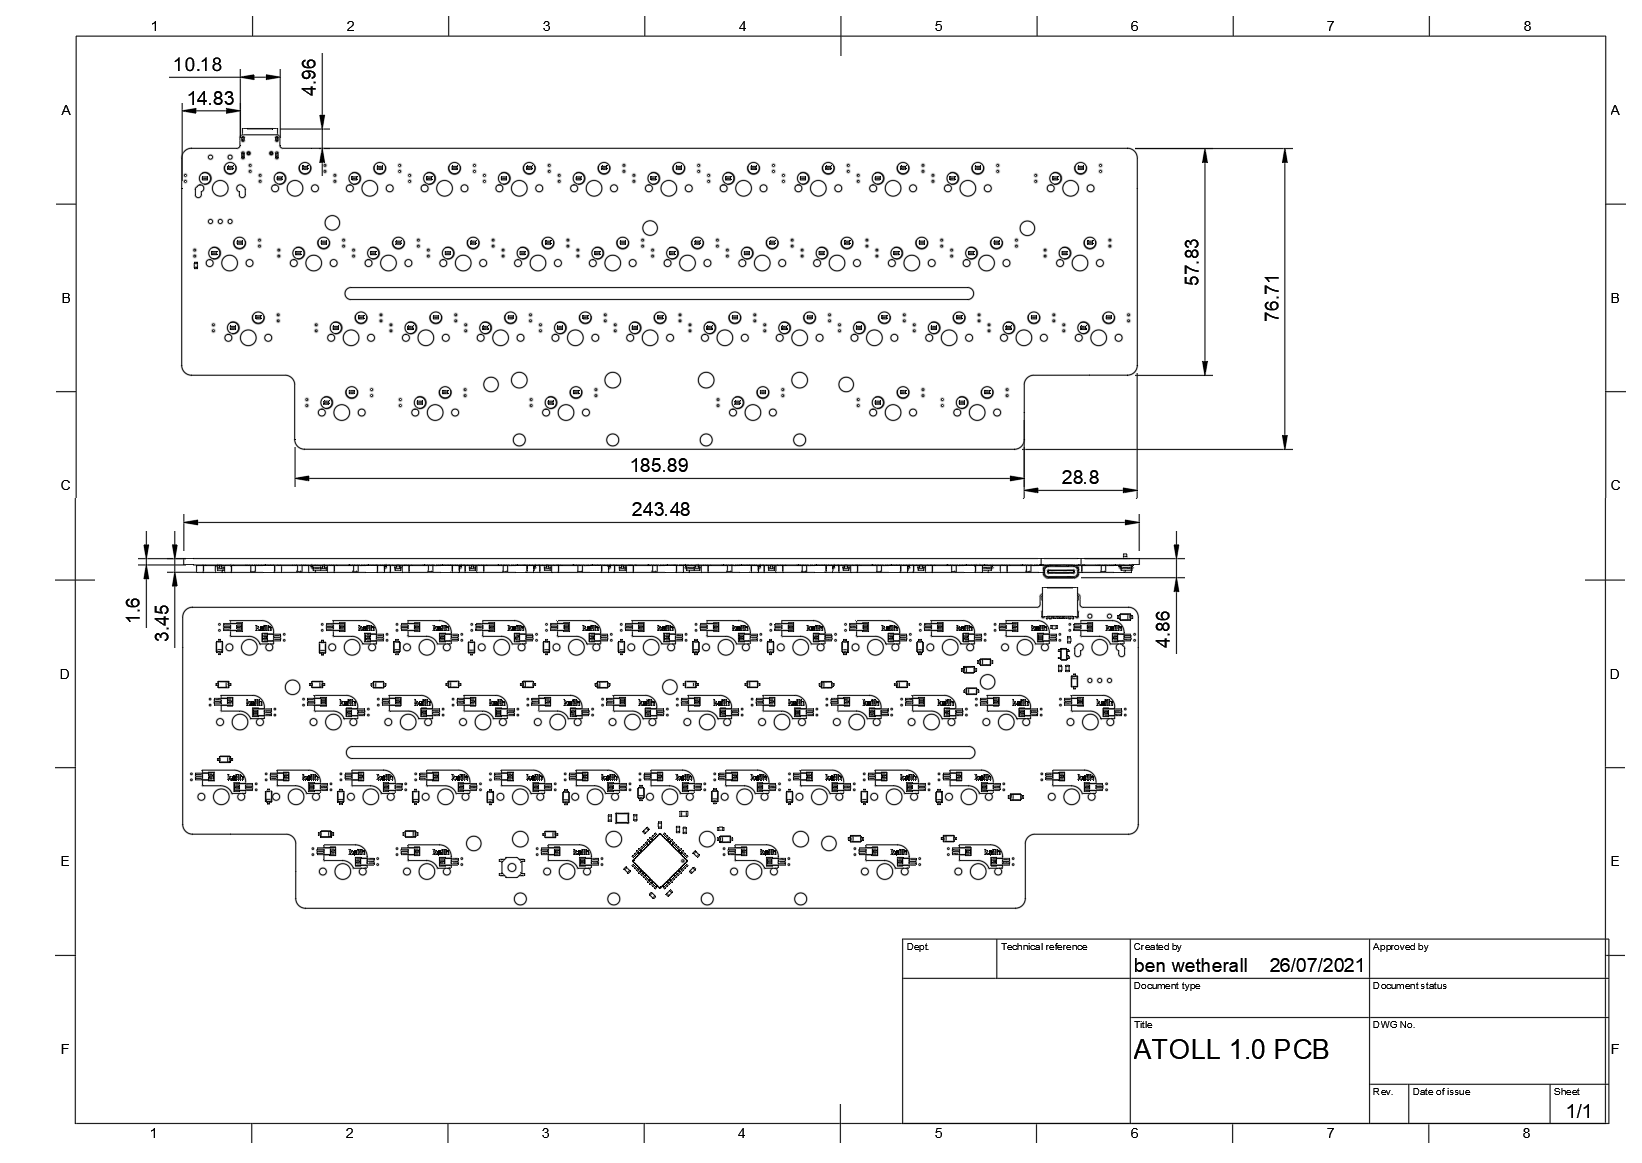 1 2 3 4 5 6 7 8
10.18
4.96
14.83
A A
57.83
76.71
B B
185.89
28.8
C C
243.48
1.6
3.45
4.86
D D
E E
Dept.
Technical reference
Created by
Approved by
ben wetherall 26/07/2021
Document type
Document status
Title
DWG No.
ATOLL 1.0 PCB
F F
Rev.
Date of issue
Sheet
1/1
1 2 3 4 5 6 7 8